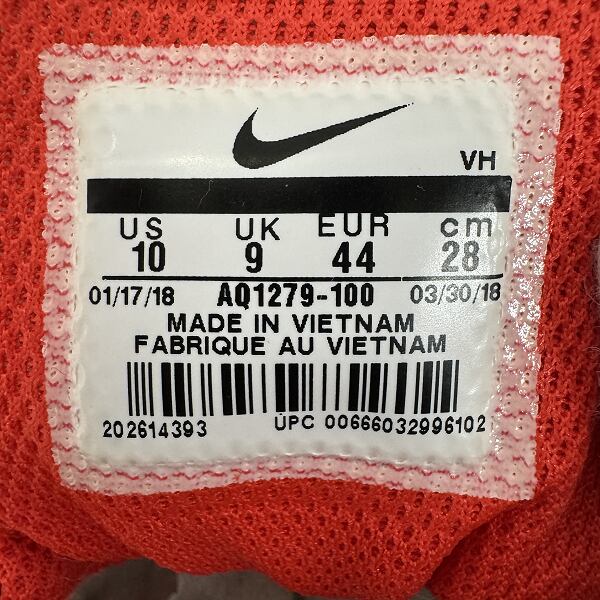 VH
US UK EUR cm
10 9 44 28
01/17/18 AQ1279-100 03/30/18
MADE IN VIETNAM
FABRIQUE AU VIETNAM
202614393 UPC 00666032996102